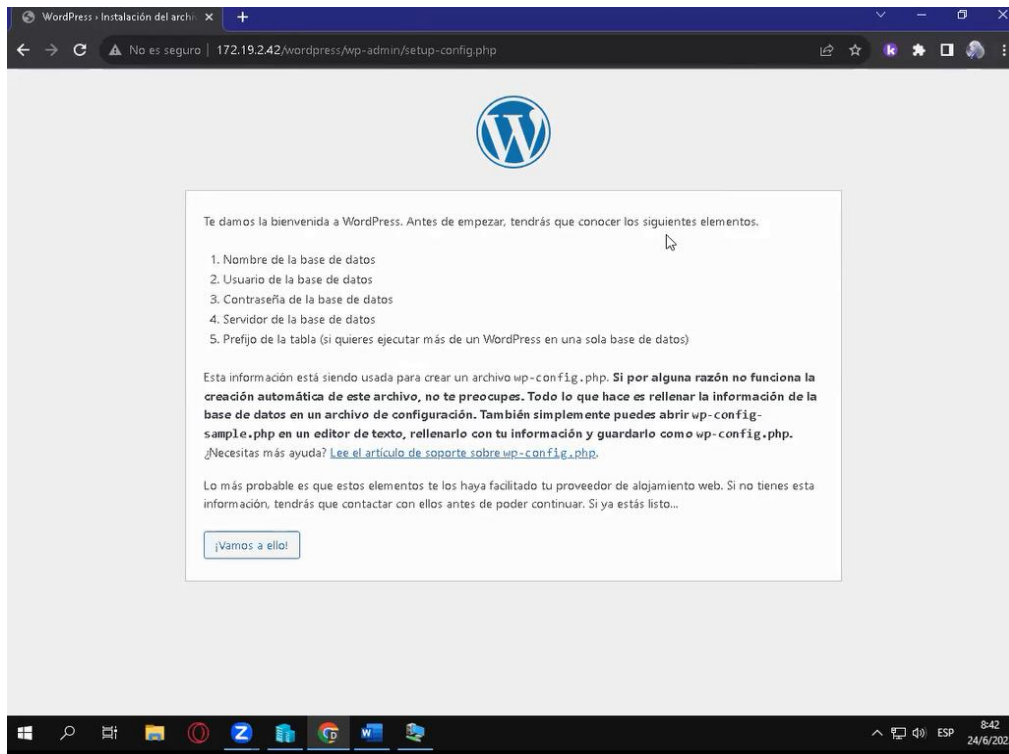 WordPress › Instalación del archi
No es seguro | 172.19.2.42/wordpress/wp-admin/setup-config.php
Te damos la bienvenida a WordPress. Antes de empezar, tendrás que conocer los siguientes elementos.
1. Nombre de la base de datos
2. Usuario de la base de datos
3. Contraseña de la base de datos
4. Servidor de la base de datos
5. Prefijo de la tabla (si quieres ejecutar más de un WordPress en una sola base de datos)
Esta información está siendo usada para crear un archivo wp-config.php. Si por alguna razón no funciona la
creación automática de este archivo, no te preocupes. Todo lo que hace es rellenar la información de la
base de datos en un archivo de configuración. También simplemente puedes abrir wp-config-
sample.php en un editor de texto, rellenarlo con tu información y guardarlo como wp-config.php.
¿Necesitas más ayuda? Lee el artículo de soporte sobre wp-config.php.
Lo más probable es que estos elementos te los haya facilitado tu proveedor de alojamiento web. Si no tienes esta
información, tendrás que contactar con ellos antes de poder continuar. Si ya estás listo...
¡Vamos a ello!
ESP
8:42
24/6/202